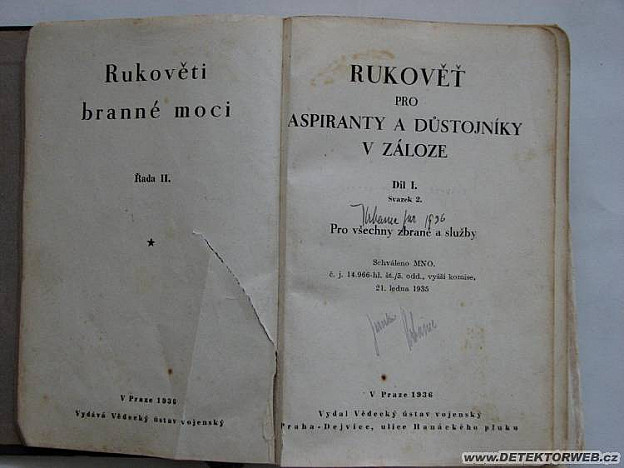 Rukověti
branné moci
Řada II.
*
V Praze 1936
Vydává Vědecký ústav vojenský
RUKOVĚŤ
PRO
ASPIRANTY A DŮSTOJNÍKY
V ZÁLOZE
Díl I.
Svazek 2.
1936
Pro všechny zbraně a služby
Schváleno MNO.
č. j. 14.966-hl. št./5. odd., vyšší komise,
21. ledna 1935
V Praze 1936
Vydal Vědecký ústav vojenský
Praha-Dejvice, ulice Hanáckého pluku
www.DETEKTORWEB.cz